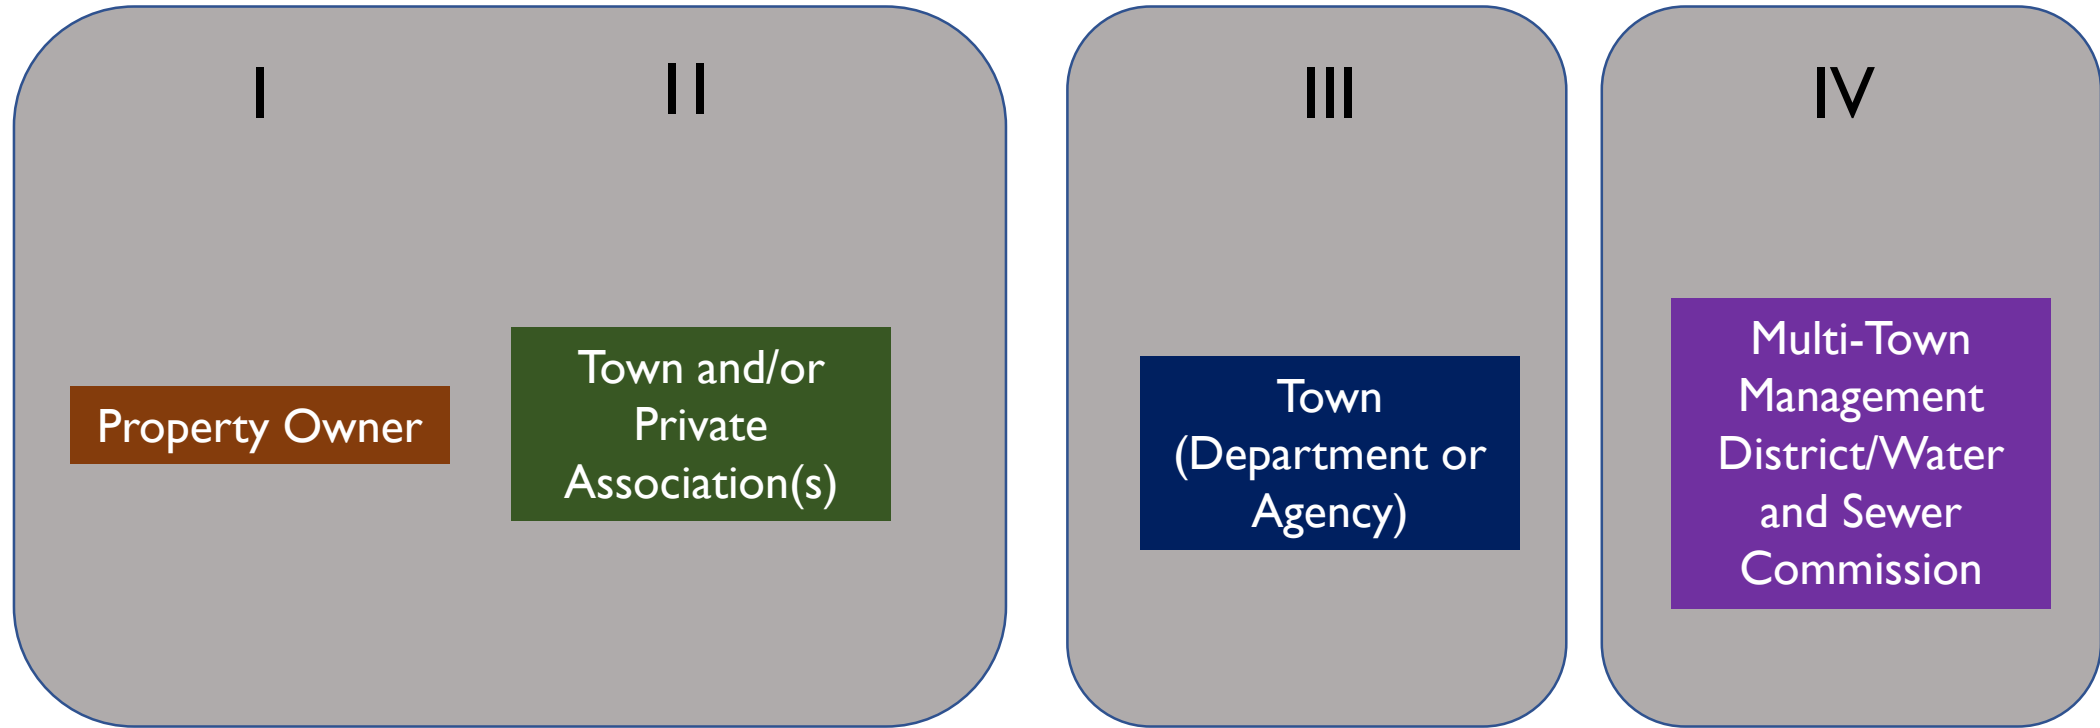 I
II
III
IV
Property Owner
Town and/or
Private
Association(s)
Town
(Department or
Agency)
Multi-Town
Management
District/Water
and Sewer
Commission